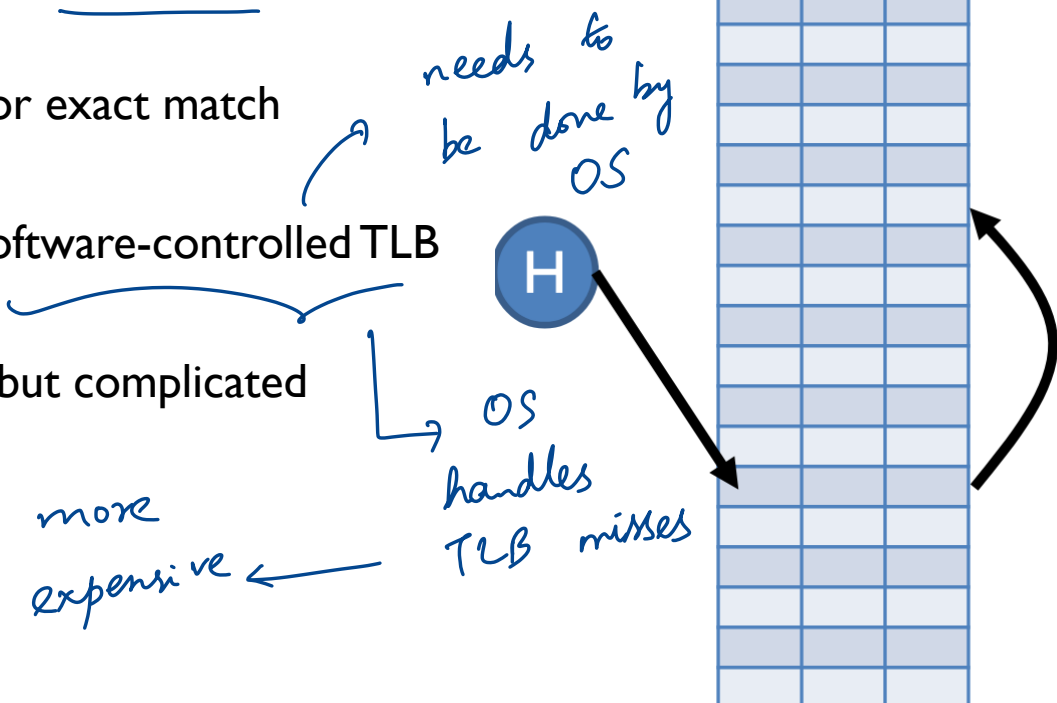 or exact match
needs to
be done by
OS
oftware-controlled TLB
H
but complicated
OS
handles
TLB misses
more
expensive